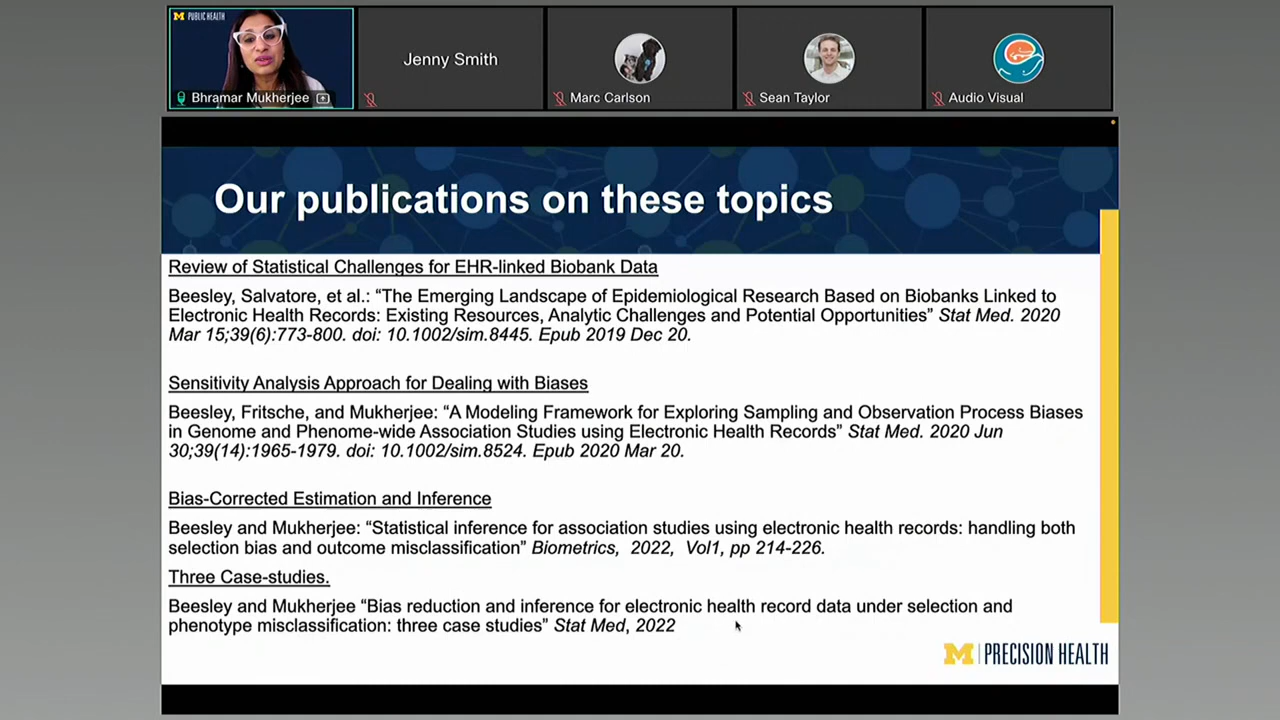 M PUBLIC HEALTH
Bhramar Mukherjee
Jenny Smith
Marc Carlson
Sean Taylor
Audio Visual
Our publications on these topics
Review of Statistical Challenges for EHR-linked Biobank Data
Beesley, Salvatore, et al.: “The Emerging Landscape of Epidemiological Research Based on Biobanks Linked to
Electronic Health Records: Existing Resources, Analytic Challenges and Potential Opportunities” Stat Med. 2020
Mar 15;39(6):773-800. doi: 10.1002/sim.8445. Epub 2019 Dec 20.
Sensitivity Analysis Approach for Dealing with Biases
Beesley, Fritsche, and Mukherjee: “A Modeling Framework for Exploring Sampling and Observation Process Biases
in Genome and Phenome-wide Association Studies using Electronic Health Records” Stat Med. 2020 Jun
30;39(14):1965-1979. doi: 10.1002/sim.8524. Epub 2020 Mar 20.
Bias-Corrected Estimation and Inference
Beesley and Mukherjee: “Statistical inference for association studies using electronic health records: handling both
selection bias and outcome misclassification” Biometrics, 2022, Vol1, pp 214-226.
Three Case-studies.
Beesley and Mukherjee “Bias reduction and inference for electronic health record data under selection and
phenotype misclassification: three case studies” Stat Med, 2022
M PRECISION HEALTH